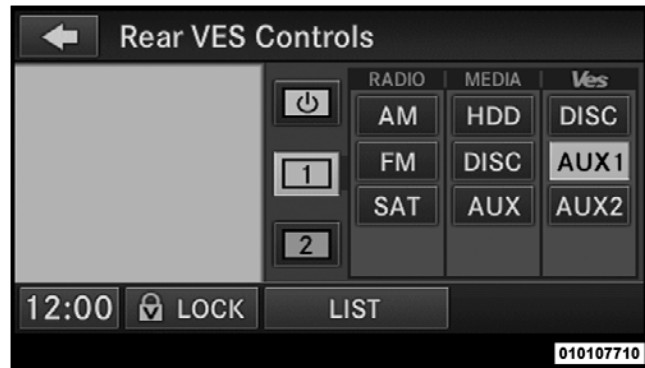 Rear VES Controls
RADIO MEDIA Ves
AM HDD DISC
1 FM DISC AUX1
SAT AUX AUX2
2
12:00 LOCK LIST
010107710